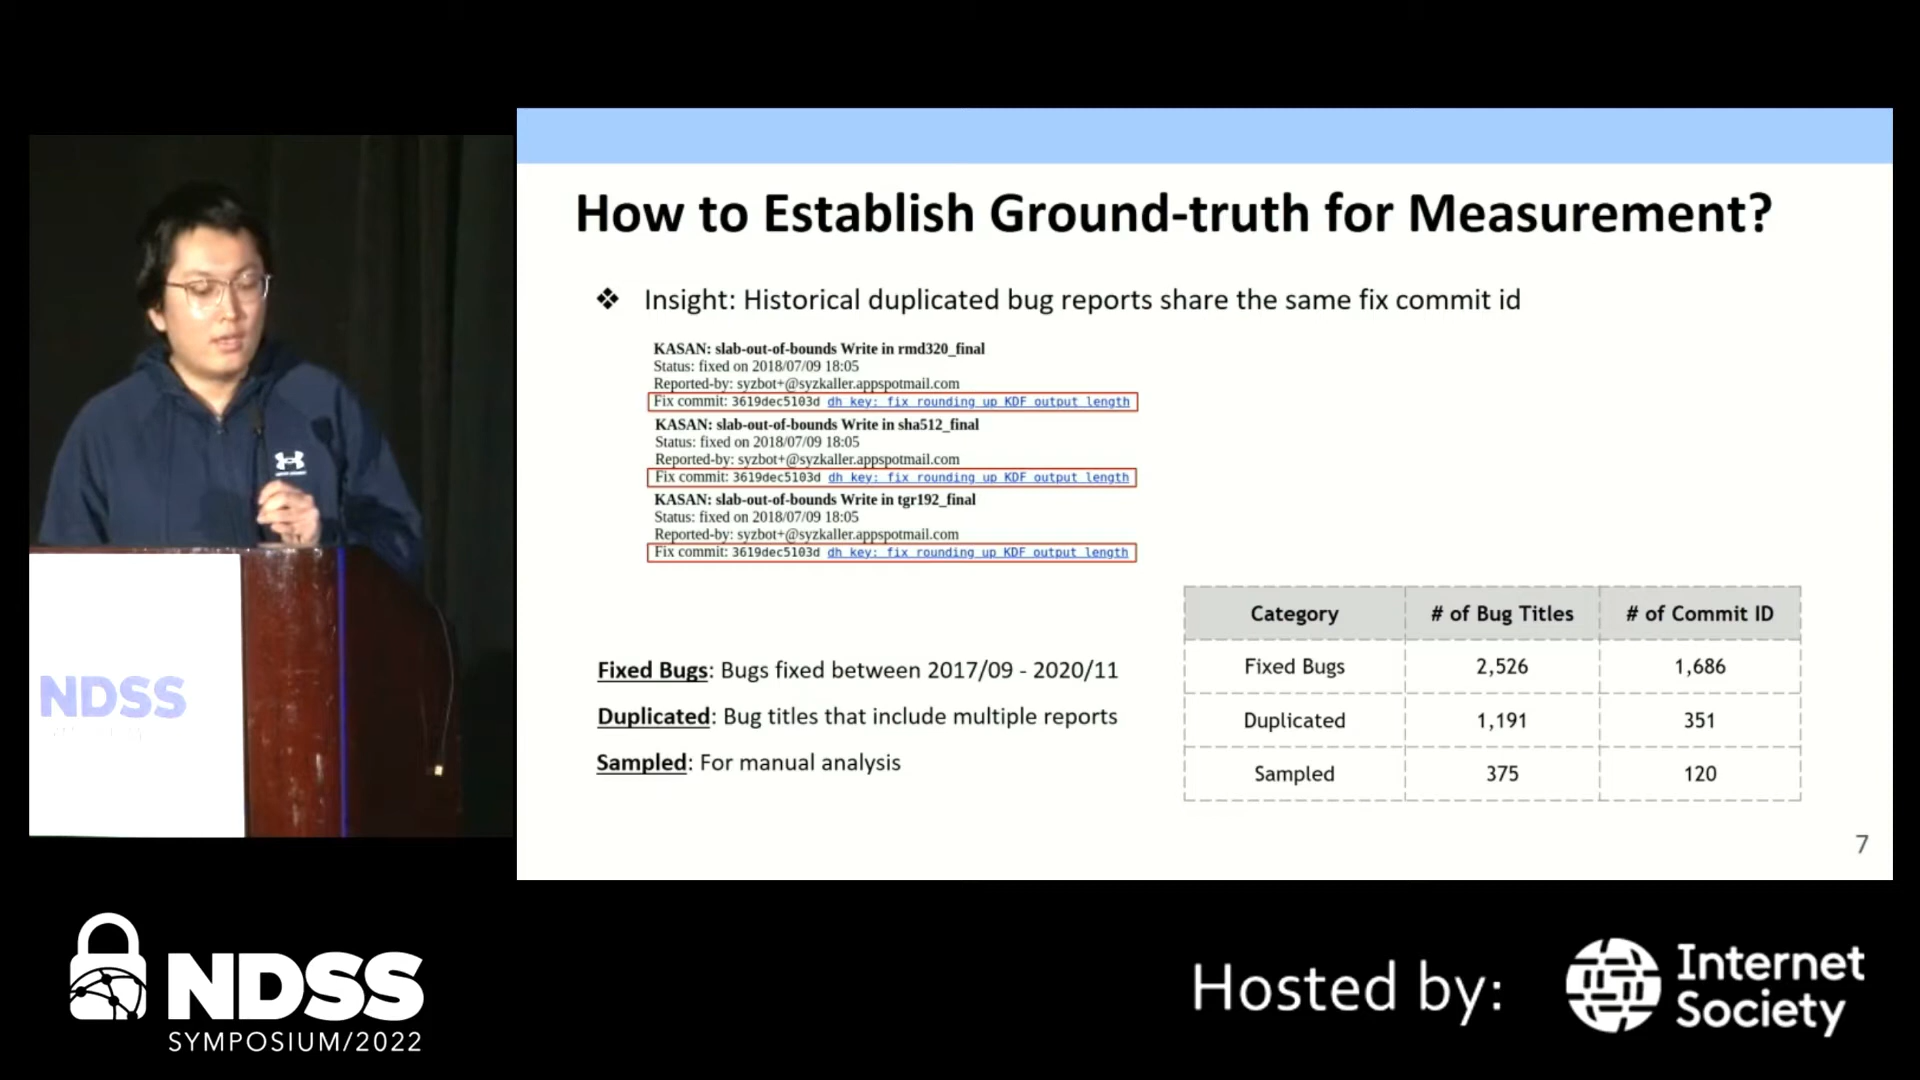 How to Establish Ground-truth for Measurement?
❖ Insight: Historical duplicated bug reports share the same fix commit id
KASAN: slab-out-of-bounds Write in rmd320_final
Status: fixed on 2018/07/09 18:05
Reported-by: syzbot+@syzkaller.appspotmail.com
Fix commit: 3619dec5103d dh key: fix rounding up KDF output length
KASAN: slab-out-of-bounds Write in sha512_final
Status: fixed on 2018/07/09 18:05
Reported-by: syzbot+@syzkaller.appspotmail.com
Fix commit: 3619dec5103d dh key: fix rounding up KDF output length
KASAN: slab-out-of-bounds Write in tgr192_final
Status: fixed on 2018/07/09 18:05
Reported-by: syzbot+@syzkaller.appspotmail.com
Fix commit: 3619dec5103d dh key: fix rounding up KDF output length
Fixed Bugs: Bugs fixed between 2017/09 - 2020/11
Duplicated: Bug titles that include multiple reports
Sampled: For manual analysis
Category # of Bug Titles # of Commit ID
Fixed Bugs 2,526 1,686
Duplicated 1,191 351
Sampled 375 120
7
NDSS
NDSS
SYMPOSIUM/2022
Hosted by:
Internet
Society